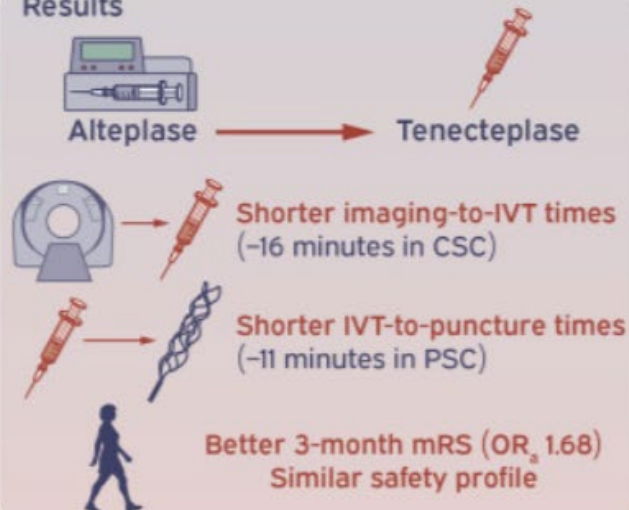 Results
Alteplase
Tenecteplase
Shorter imaging-to-IVT times
(-16 minutes in CSC)
Shorter IVT-to-puncture times
(-11 minutes in PSC)
Better 3-month mRS (ORₐ 1.68)
Similar safety profile